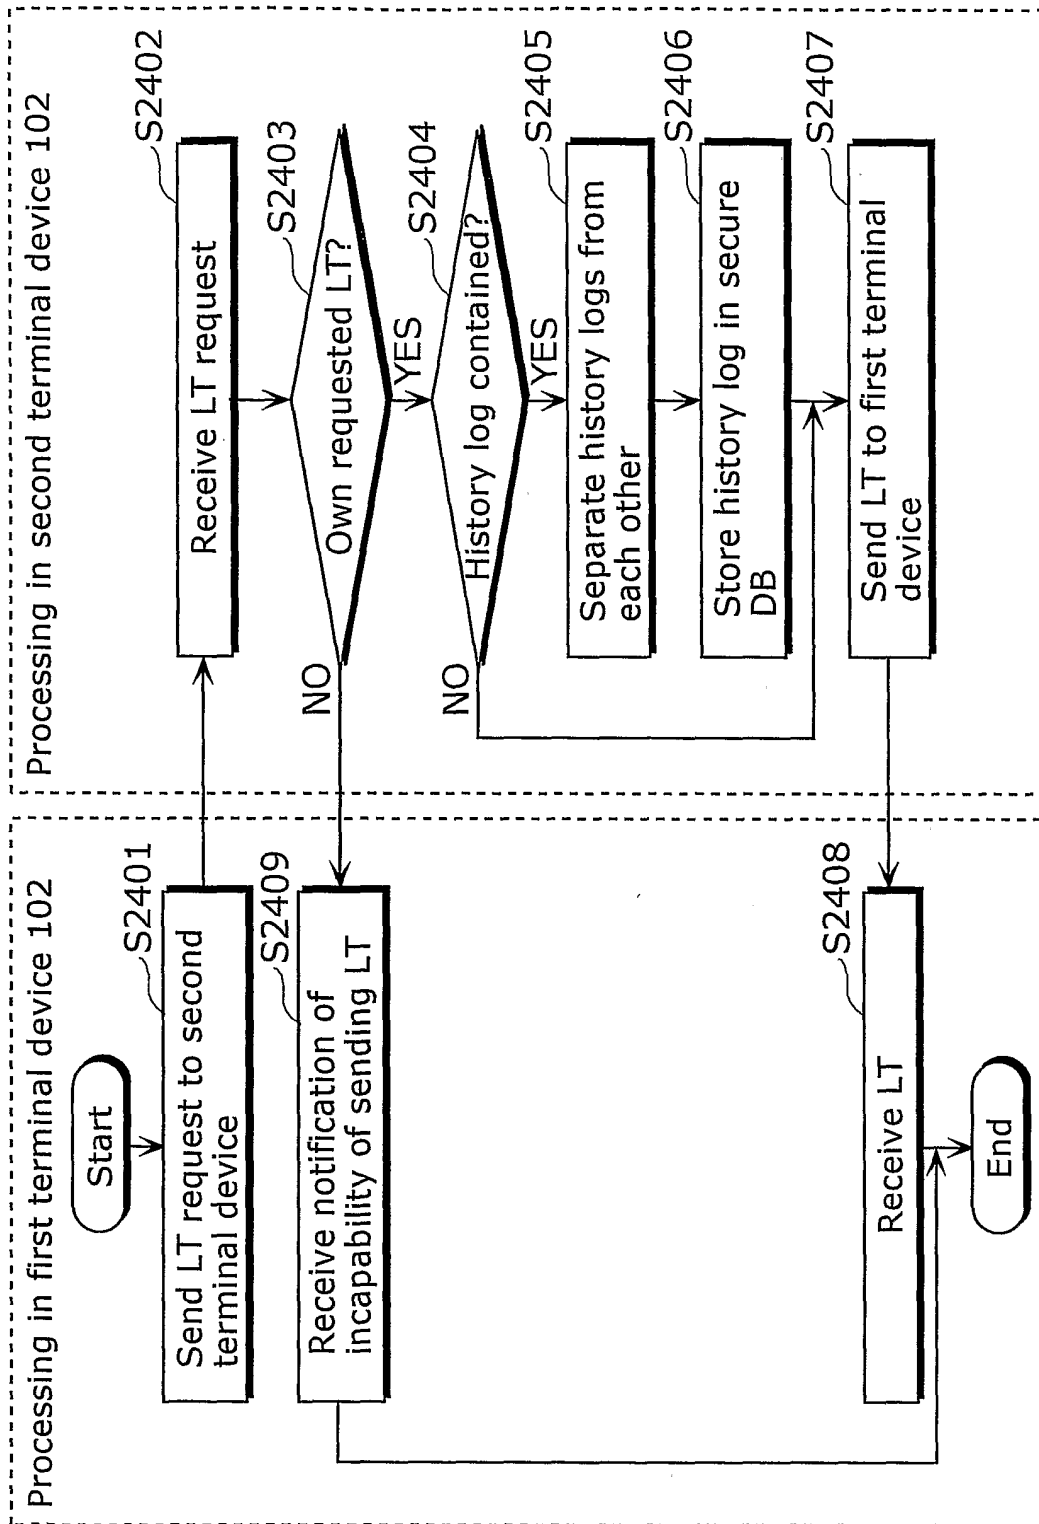 Processing in first terminal device 102
Start
S2401
Send LT request to second
terminal device
S2409
Receive notification of
incapability of sending LT
S2408
Receive LT
End
Processing in second terminal device 102
S2402
Receive LT request
S2403
Own requested LT?
NO
YES
S2404
History log contained?
NO
YES
S2405
Separate history logs from
each other
S2406
Store history log in secure
DB
S2407
Send LT to first terminal
device